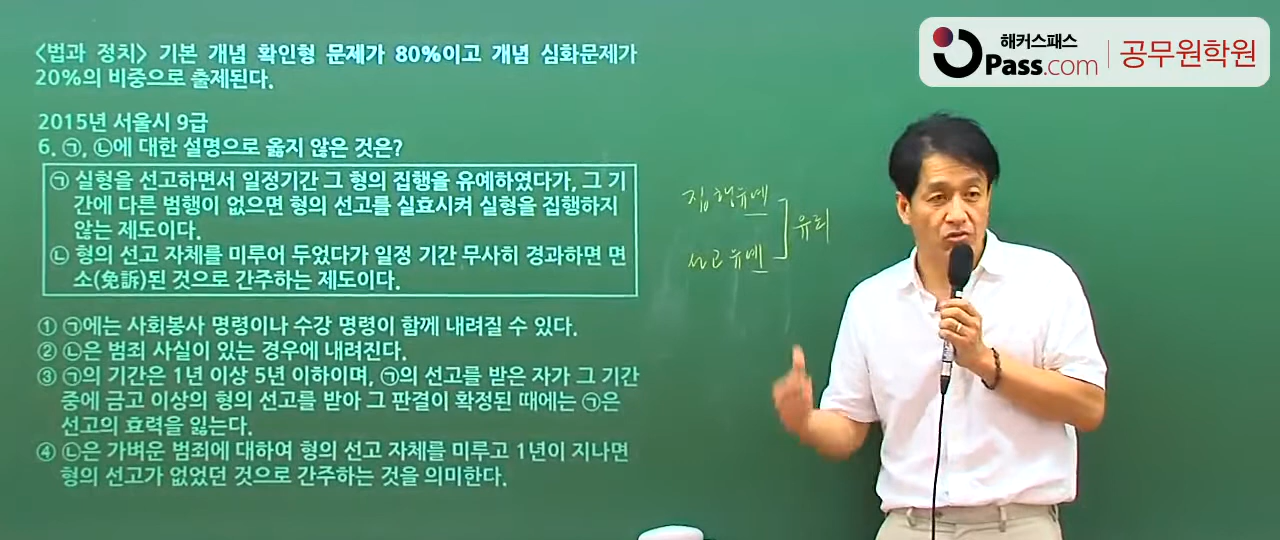 <법과 정치> 기본 개념 확인형 문제가 80%이고 개념 심화문제가
20%의 비중으로 출제된다.
2015년 서울시 9급
6. ㉠, ㉡에 대한 설명으로 옳지 않은 것은?
㉠ 실형을 선고하면서 일정기간 그 형의 집행을 유예하였다가, 그 기
간에 다른 범행이 없으면 형의 선고를 실효시켜 실형을 집행하지
않는 제도이다.
㉡ 형의 선고 자체를 미루어 두었다가 일정 기간 무사히 경과하면 면
소(免訴)된 것으로 간주하는 제도이다.
① ㉠에는 사회봉사 명령이나 수강 명령이 함께 내려질 수 있다.
② ㉡은 범죄 사실이 있는 경우에 내려진다.
③ ㉠의 기간은 1년 이상 5년 이하이며, ㉠의 선고를 받은 자가 그 기간
중에 금고 이상의 형의 선고를 받아 그 판결이 확정된 때에는 ㉠은
선고의 효력을 잃는다.
④ ㉡은 가벼운 범죄에 대하여 형의 선고 자체를 미루고 1년이 지나면
형의 선고가 없었던 것으로 간주하는 것을 의미한다.
집행유예
선고유예
유죄
해커스패스
Pass.com
공무원학원